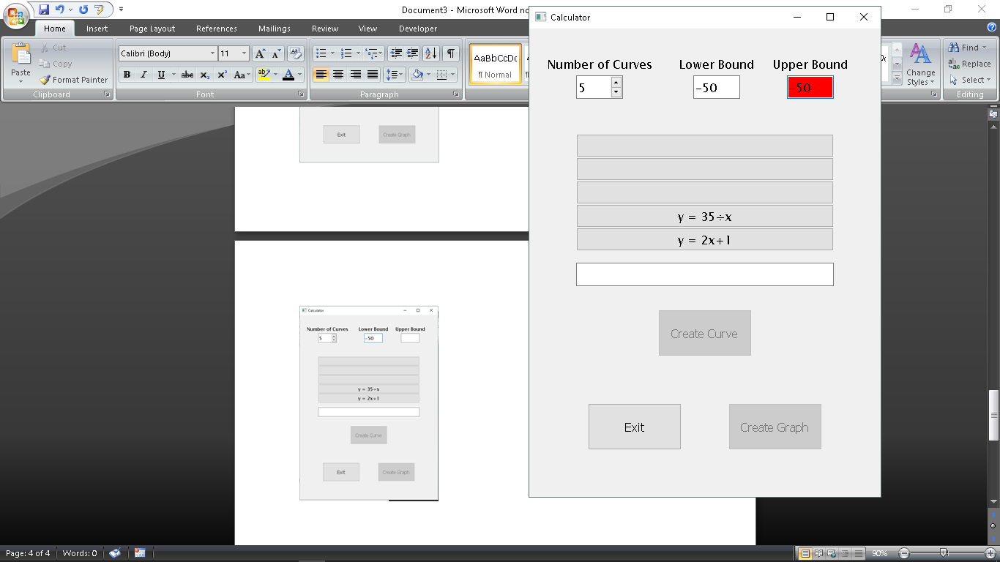 Document3 - Microsoft Word
Home Insert Page Layout References Mailings Review View Developer
Paste
Cut
Copy
Format Painter
Clipboard
Calibri (Body) 11
B I U abc x₂ x² Aa A
Font
Paragraph
AaBbCcDc
¶ Normal
Change
Styles
Find
Replace
Select
Editing
Exit Create Graph
Calculator
Number of Curves Lower Bound Upper Bound
5 -50
y = 35÷x
y = 2x+1
Create Curve
Exit Create Graph
Calculator
Number of Curves Lower Bound Upper Bound
5 -50 -50
y = 35÷x
y = 2x+1
Create Curve
Exit Create Graph
Page: 4 of 4 Words: 0 90%